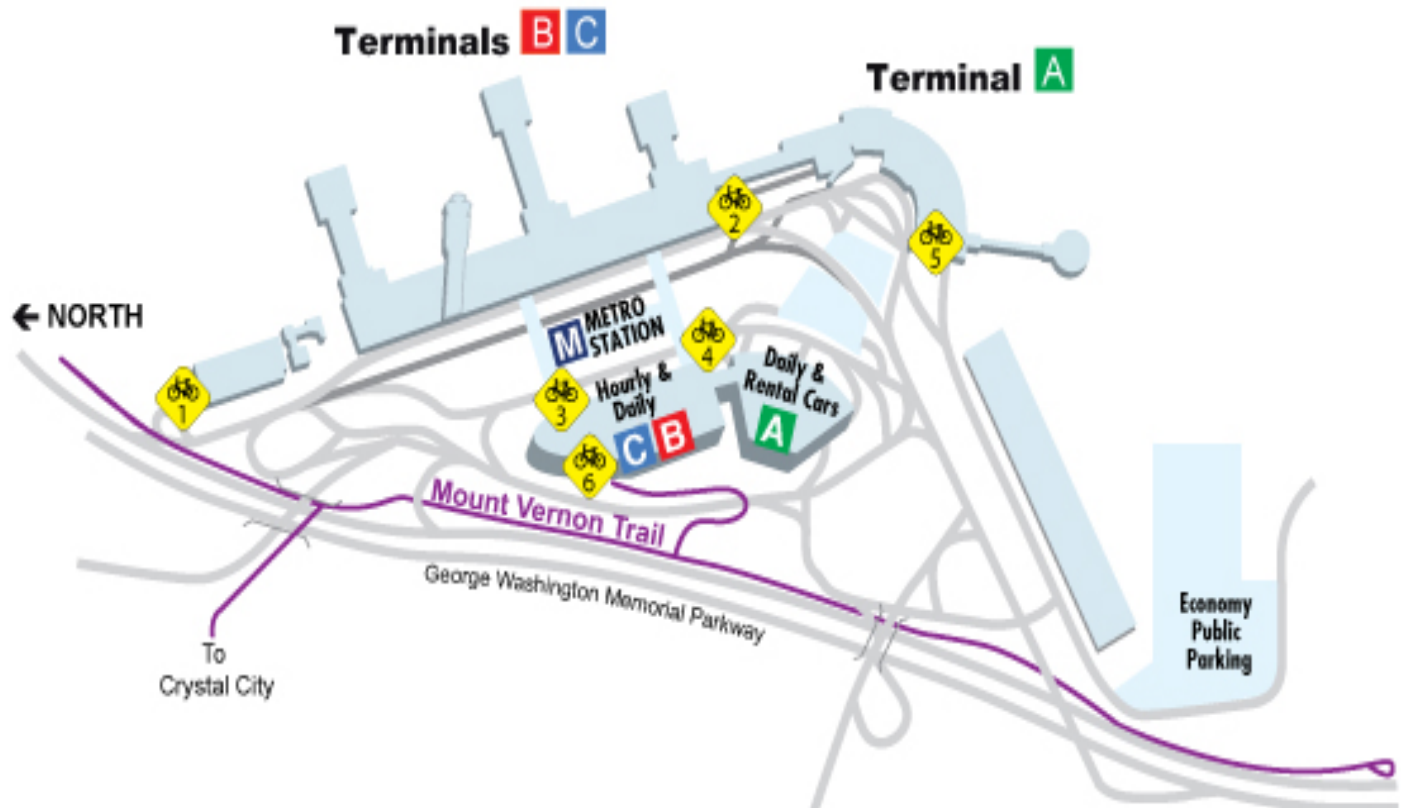 Terminals B C
Terminal A
← NORTH
2
5
1
M METRO
STATION
4
3
Hourly &
Daily
C B
Daily &
Rental Cars
A
6
Mount Vernon Trail
George Washington Memorial Parkway
To
Crystal City
Economy
Public
Parking